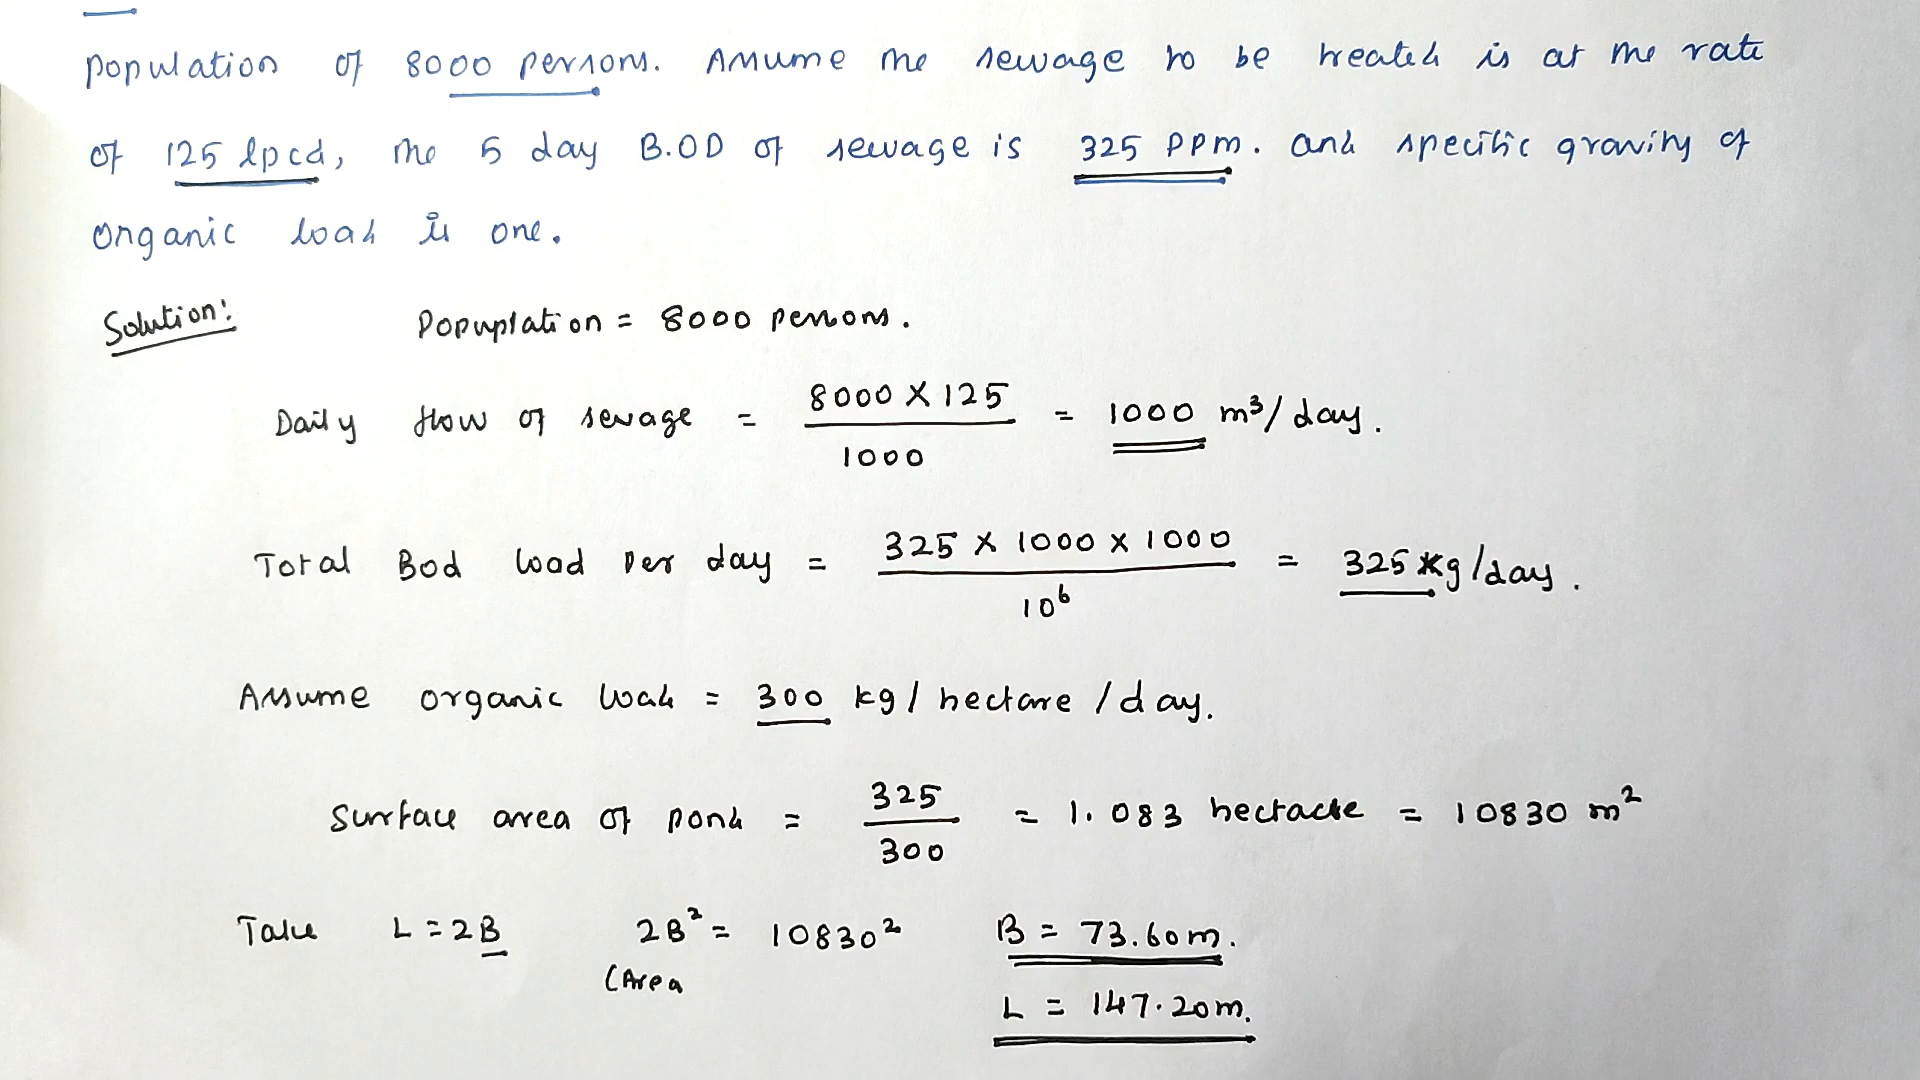 population of 8000 persons. Assume the sewage to be treated is at the rate
of 125 lpcd, the 5 day B.OD of sewage is 325 PPm. and specific gravity of
organic load is one.
Solution:
Popuplation = 8000 persons.
Daily flow of sewage = 8000 X 125 / 1000 = 1000 m³/day.
Total Bod load per day = 325 X 1000 X 1000 / 10⁶ = 325 kg/day.
Assume organic load = 300 kg/hectare/day.
Surface area of pond = 325 / 300 = 1.083 hectacte = 10830 m²
Take L = 2B 2B² = 10830² B = 73.60m.
(Area
L = 147.20m.